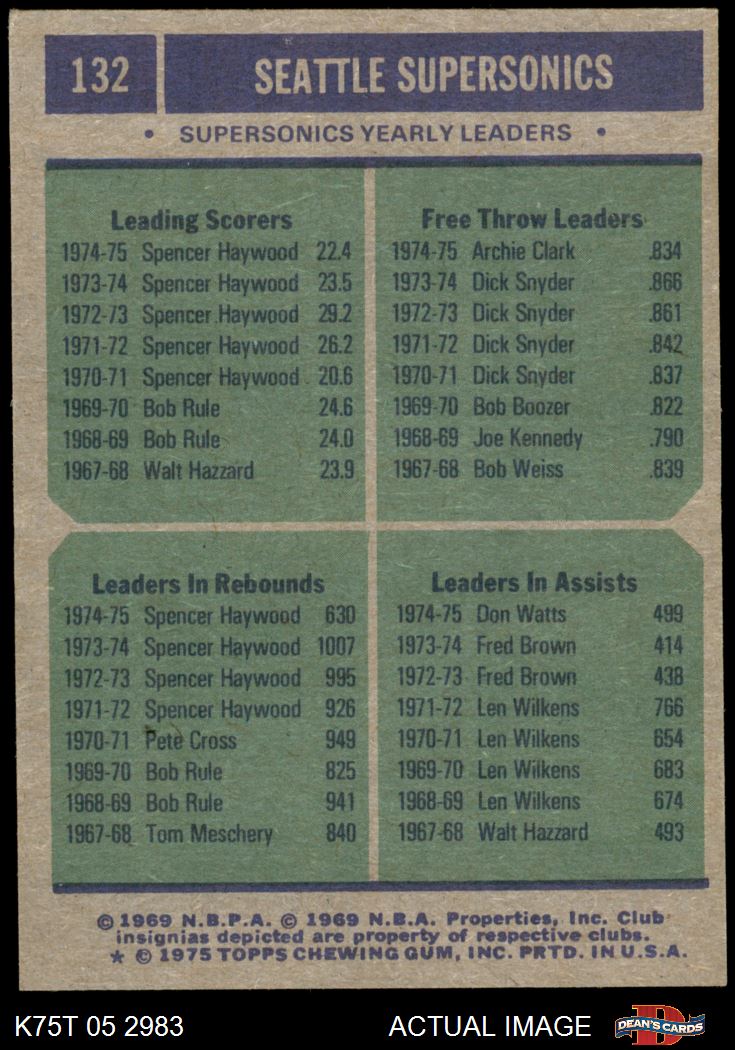 132 SEATTLE SUPERSONICS
• SUPERSONICS YEARLY LEADERS •
Leading Scorers
1974-75 Spencer Haywood 22.4
1973-74 Spencer Haywood 23.5
1972-73 Spencer Haywood 29.2
1971-72 Spencer Haywood 26.2
1970-71 Spencer Haywood 20.6
1969-70 Bob Rule 24.6
1968-69 Bob Rule 24.0
1967-68 Walt Hazzard 23.9
Free Throw Leaders
1974-75 Archie Clark .834
1973-74 Dick Snyder .866
1972-73 Dick Snyder .861
1971-72 Dick Snyder .842
1970-71 Dick Snyder .837
1969-70 Bob Boozer .822
1968-69 Joe Kennedy .790
1967-68 Bob Weiss .839
Leaders In Rebounds
1974-75 Spencer Haywood 630
1973-74 Spencer Haywood 1007
1972-73 Spencer Haywood 995
1971-72 Spencer Haywood 926
1970-71 Pete Cross 949
1969-70 Bob Rule 825
1968-69 Bob Rule 941
1967-68 Tom Meschery 840
Leaders In Assists
1974-75 Don Watts 499
1973-74 Fred Brown 414
1972-73 Fred Brown 438
1971-72 Len Wilkens 766
1970-71 Len Wilkens 654
1969-70 Len Wilkens 683
1968-69 Len Wilkens 674
1967-68 Walt Hazzard 493
© 1969 N.B.P.A. © 1969 N.B.A. Properties, Inc. Club
insignias depicted are property of respective clubs.
★ © 1975 TOPPS CHEWING GUM, INC. PRTD. IN U.S.A.
K75T 05 2983 ACTUAL IMAGE D DEAN'S CARDS